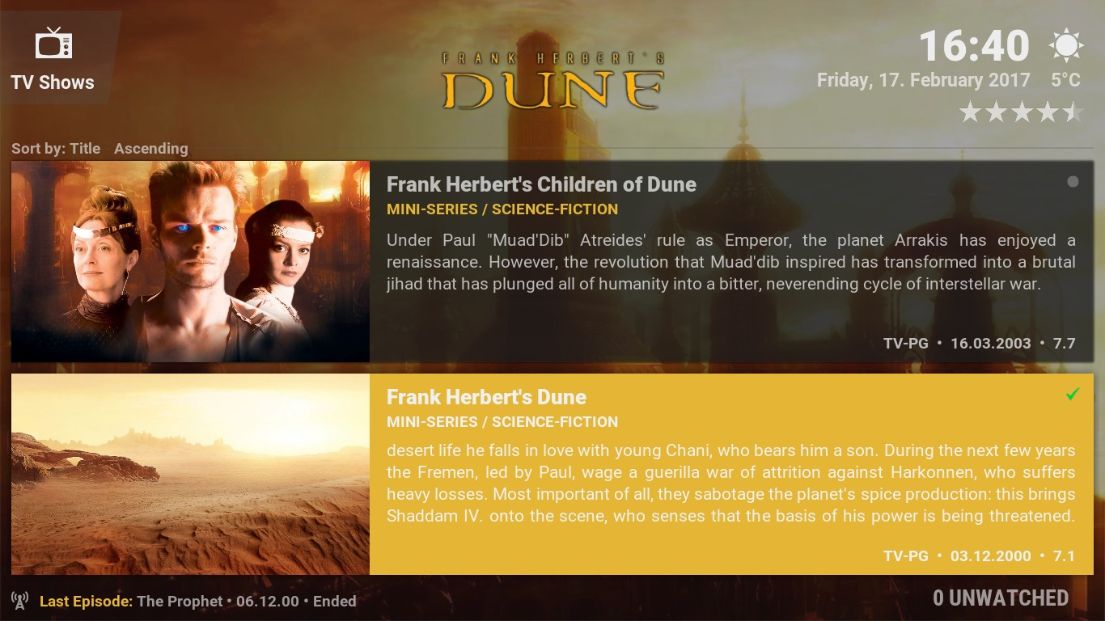 TV Shows
FRANK HERBERT'S
DUNE
16:40
Friday, 17. February 2017 5°C
Sort by: Title Ascending
Frank Herbert's Children of Dune
MINI-SERIES / SCIENCE-FICTION
Under Paul "Muad'Dib" Atreides' rule as Emperor, the planet Arrakis has enjoyed a
renaissance. However, the revolution that Muad'dib inspired has transformed into a brutal
jihad that has plunged all of humanity into a bitter, neverending cycle of interstellar war.
TV-PG • 16.03.2003 • 7.7
Frank Herbert's Dune
MINI-SERIES / SCIENCE-FICTION
desert life he falls in love with young Chani, who bears him a son. During the next few years
the Fremen, led by Paul, wage a guerilla war of attrition against Harkonnen, who suffers
heavy losses. Most important of all, they sabotage the planet's spice production: this brings
Shaddam IV. onto the scene, who senses that the basis of his power is being threatened.
TV-PG • 03.12.2000 • 7.1
Last Episode: The Prophet • 06.12.00 • Ended
0 UNWATCHED